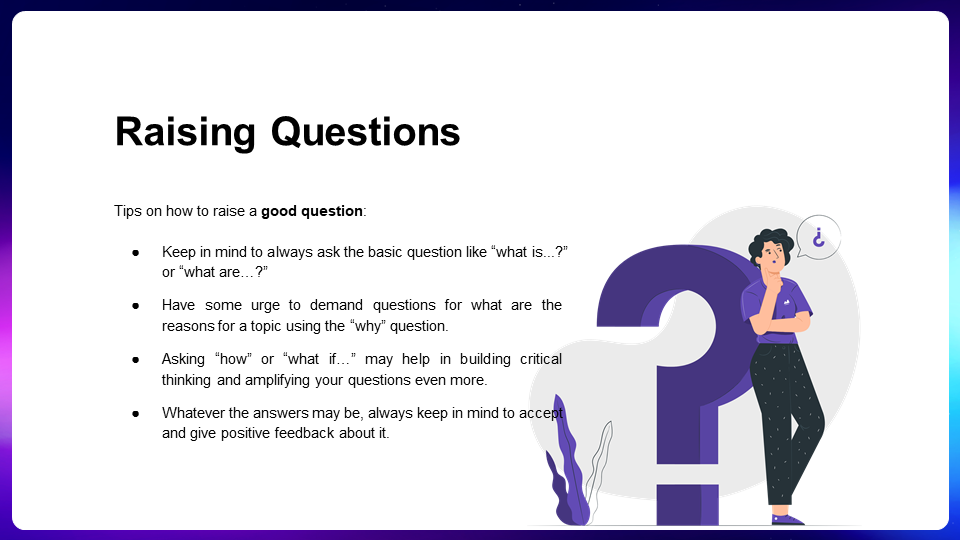 Raising Questions
Tips on how to raise a good question:
● Keep in mind to always ask the basic question like “what is...?”
or “what are…?”
● Have some urge to demand questions for what are the
reasons for a topic using the “why” question.
● Asking “how” or “what if…” may help in building critical
thinking and amplifying your questions even more.
● Whatever the answers may be, always keep in mind to accept
and give positive feedback about it.
¿